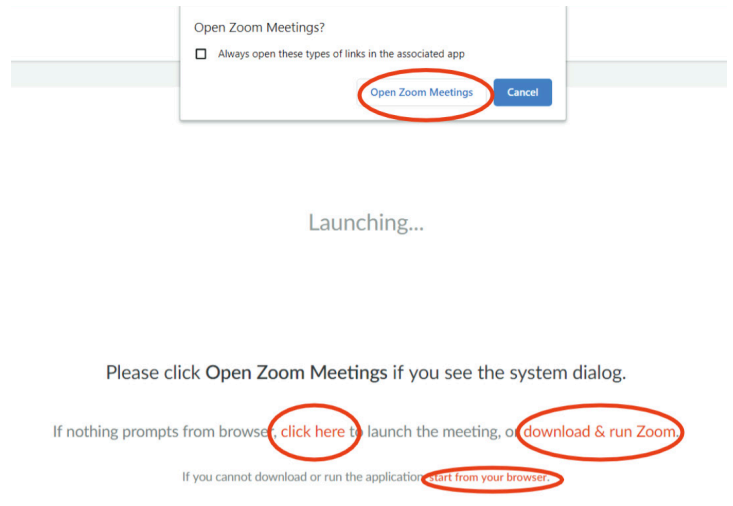 Open Zoom Meetings?
Always open these types of links in the associated app
Open Zoom Meetings Cancel
Launching...
Please click Open Zoom Meetings if you see the system dialog.
If nothing prompts from browser, click here to launch the meeting, or download & run Zoom.
If you cannot download or run the application, start from your browser.